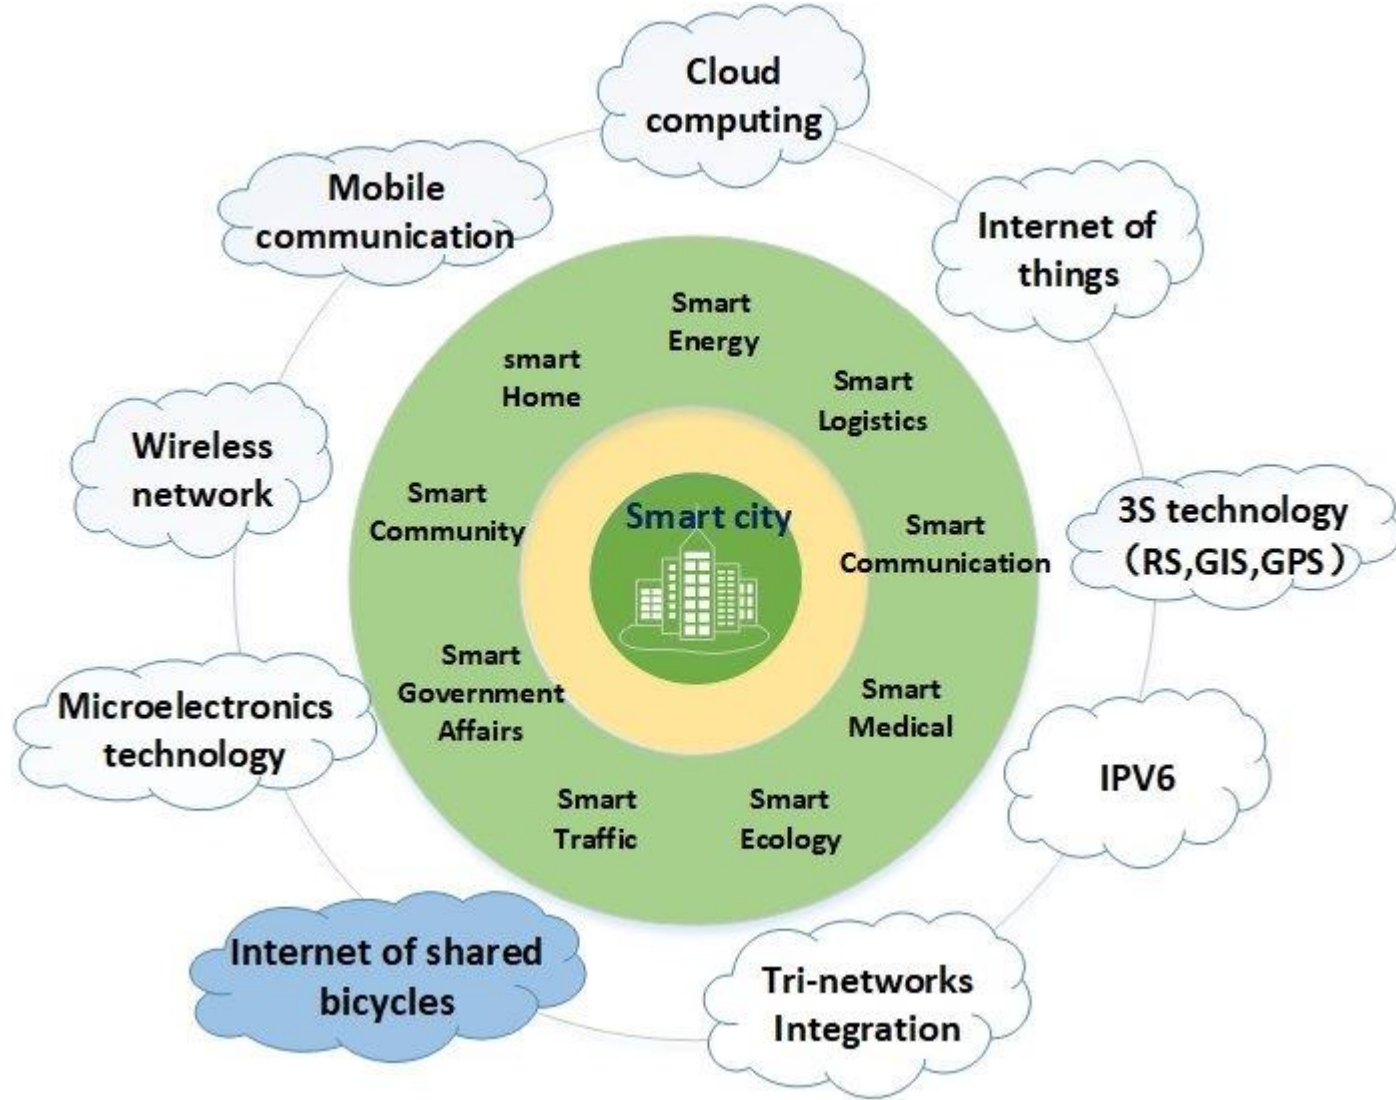 Cloud
computing
Mobile
communication
Internet of
things
Smart
Energy
smart
Home
Smart
Logistics
Wireless
network
Smart
Community
Smart city
Smart
Communication
3S technology
（RS,GIS,GPS）
Smart
Government
Affairs
Smart
Medical
Microelectronics
technology
IPV6
Smart
Traffic
Smart
Ecology
Internet of shared
bicycles
Tri-networks
Integration